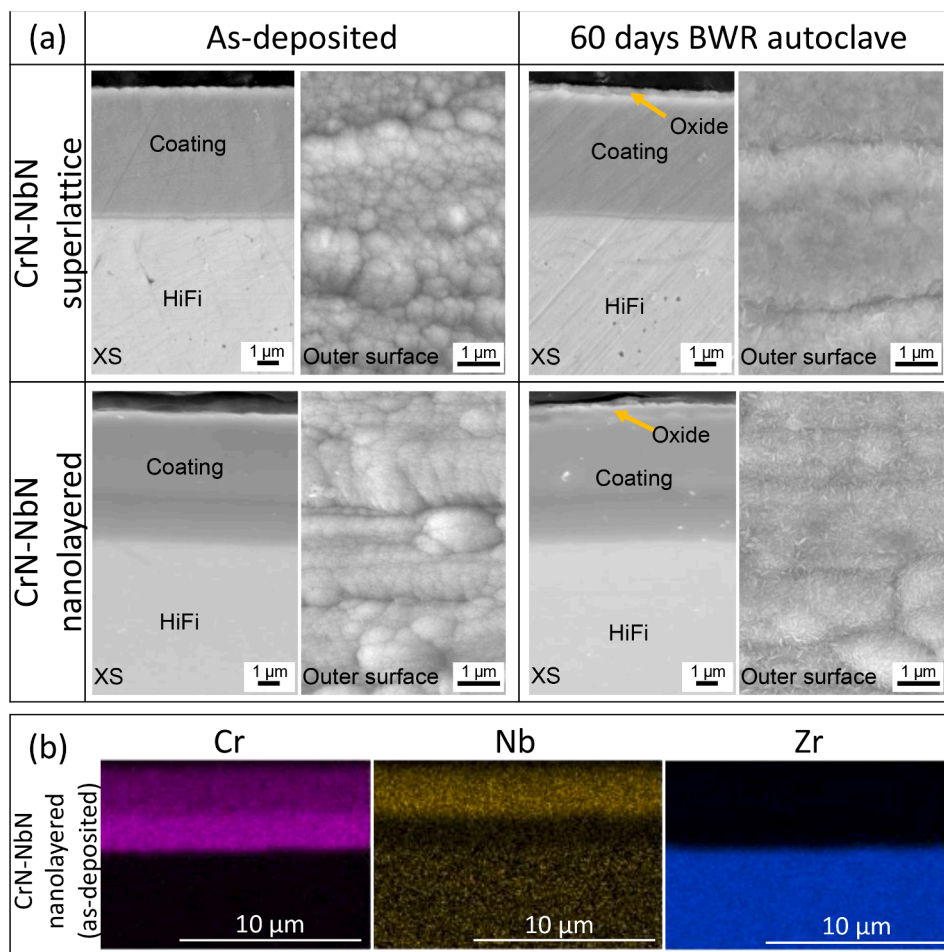 (a)
As-deposited
60 days BWR autoclave
CrN-NbN
superlattice
Coating
HiFi
XS
1 µm
Outer surface
1 µm
Oxide
Coating
HiFi
XS
1 µm
Outer surface
1 µm
CrN-NbN
nanolayered
Coating
HiFi
XS
1 µm
Outer surface
1 µm
Oxide
Coating
HiFi
XS
1 µm
Outer surface
1 µm
(b)
Cr
Nb
Zr
CrN-NbN
nanolayered
(as-deposited)
10 µm
10 µm
10 µm